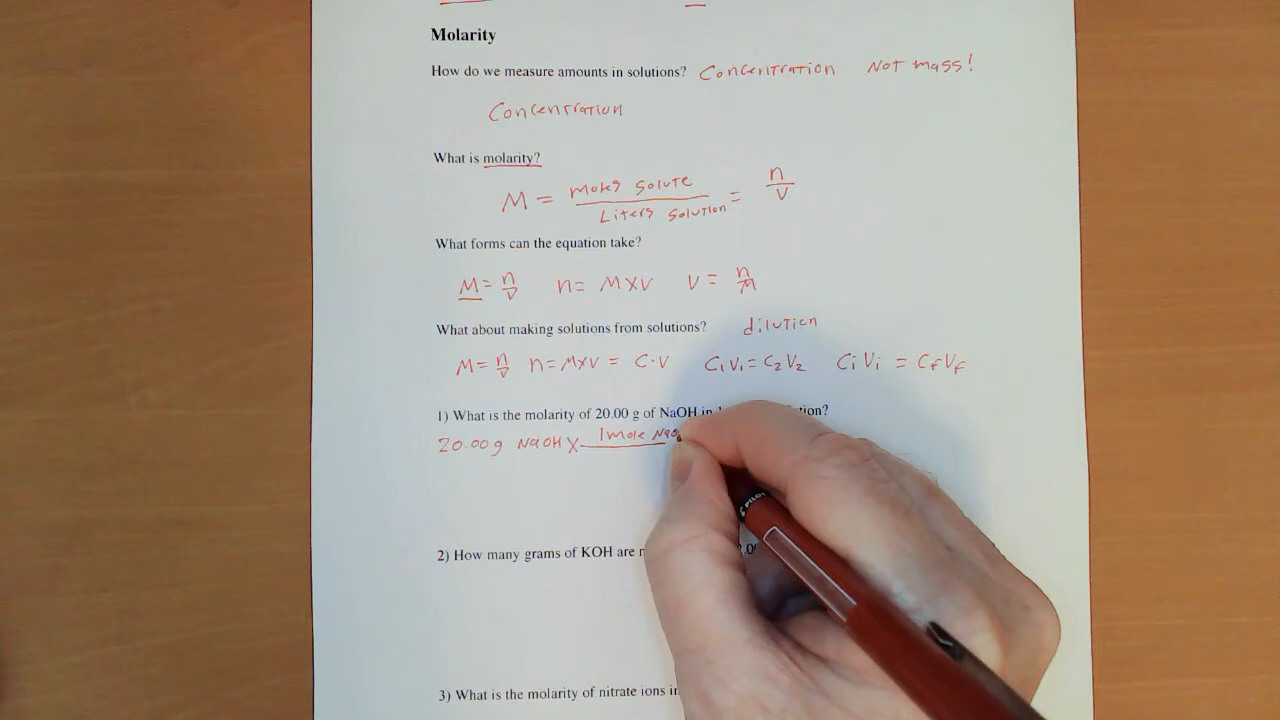 Molarity
How do we measure amounts in solutions? Concentration Not mass!
Concentration
What is molarity?
M = moles solute / Liters solution = n / V
What forms can the equation take?
M = n/V n = M x V V = n/M
What about making solutions from solutions? dilution
M = n/V n = M x V = C · V C1V1 = C2V2 CiVi = CfVf
1) What is the molarity of 20.00 g of NaOH in
20.00g NaOH x 1 mole
2) How many grams of KOH are
3) What is the molarity of nitrate ions in
PILOT